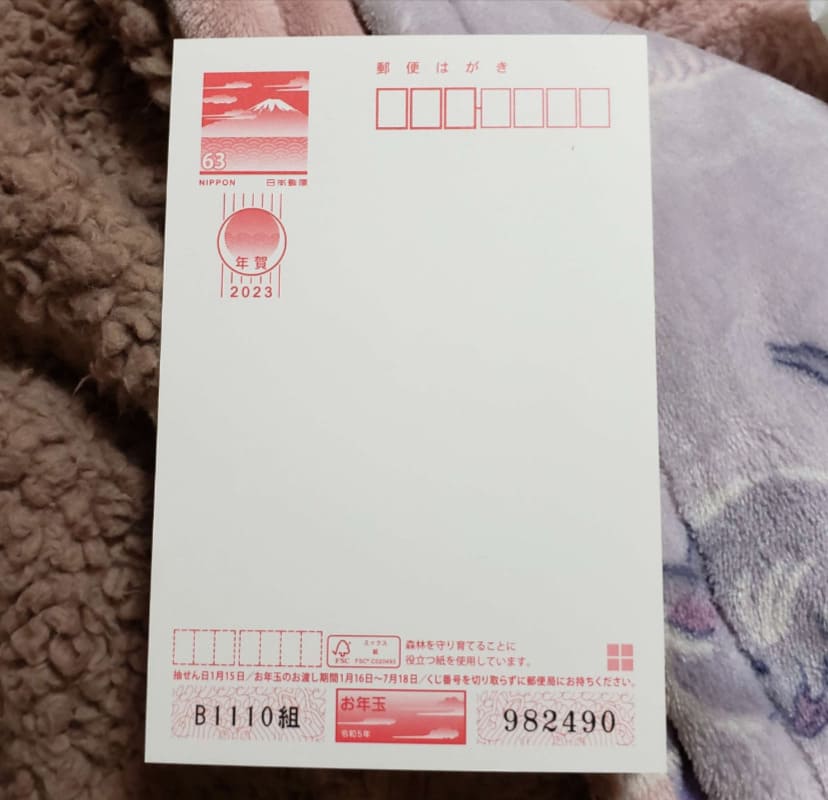 郵便はがき
63
NIPPON 日本郵便
年賀
2023
ミックス
紙
FSC® C020493
FSC
森林を守り育てることに
役立つ紙を使用しています。
抽せん日1月15日/お年玉のお渡し期間1月16日〜7月18日/くじ番号を切り取らずに郵便局にお持ちください。
B1110組
お年玉
令和5年
982490